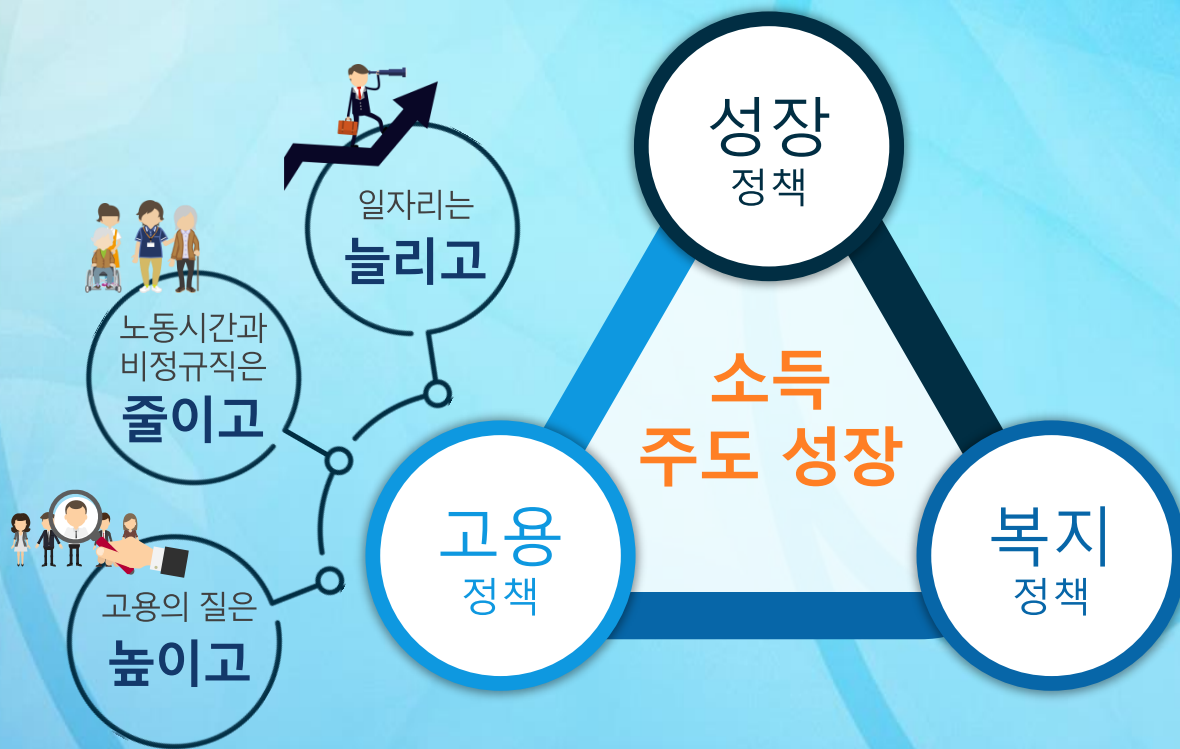 일자리는
늘리고
노동시간과
비정규직은
줄이고
고용의 질은
높이고
성장
정책
소득
주도 성장
고용
정책
복지
정책